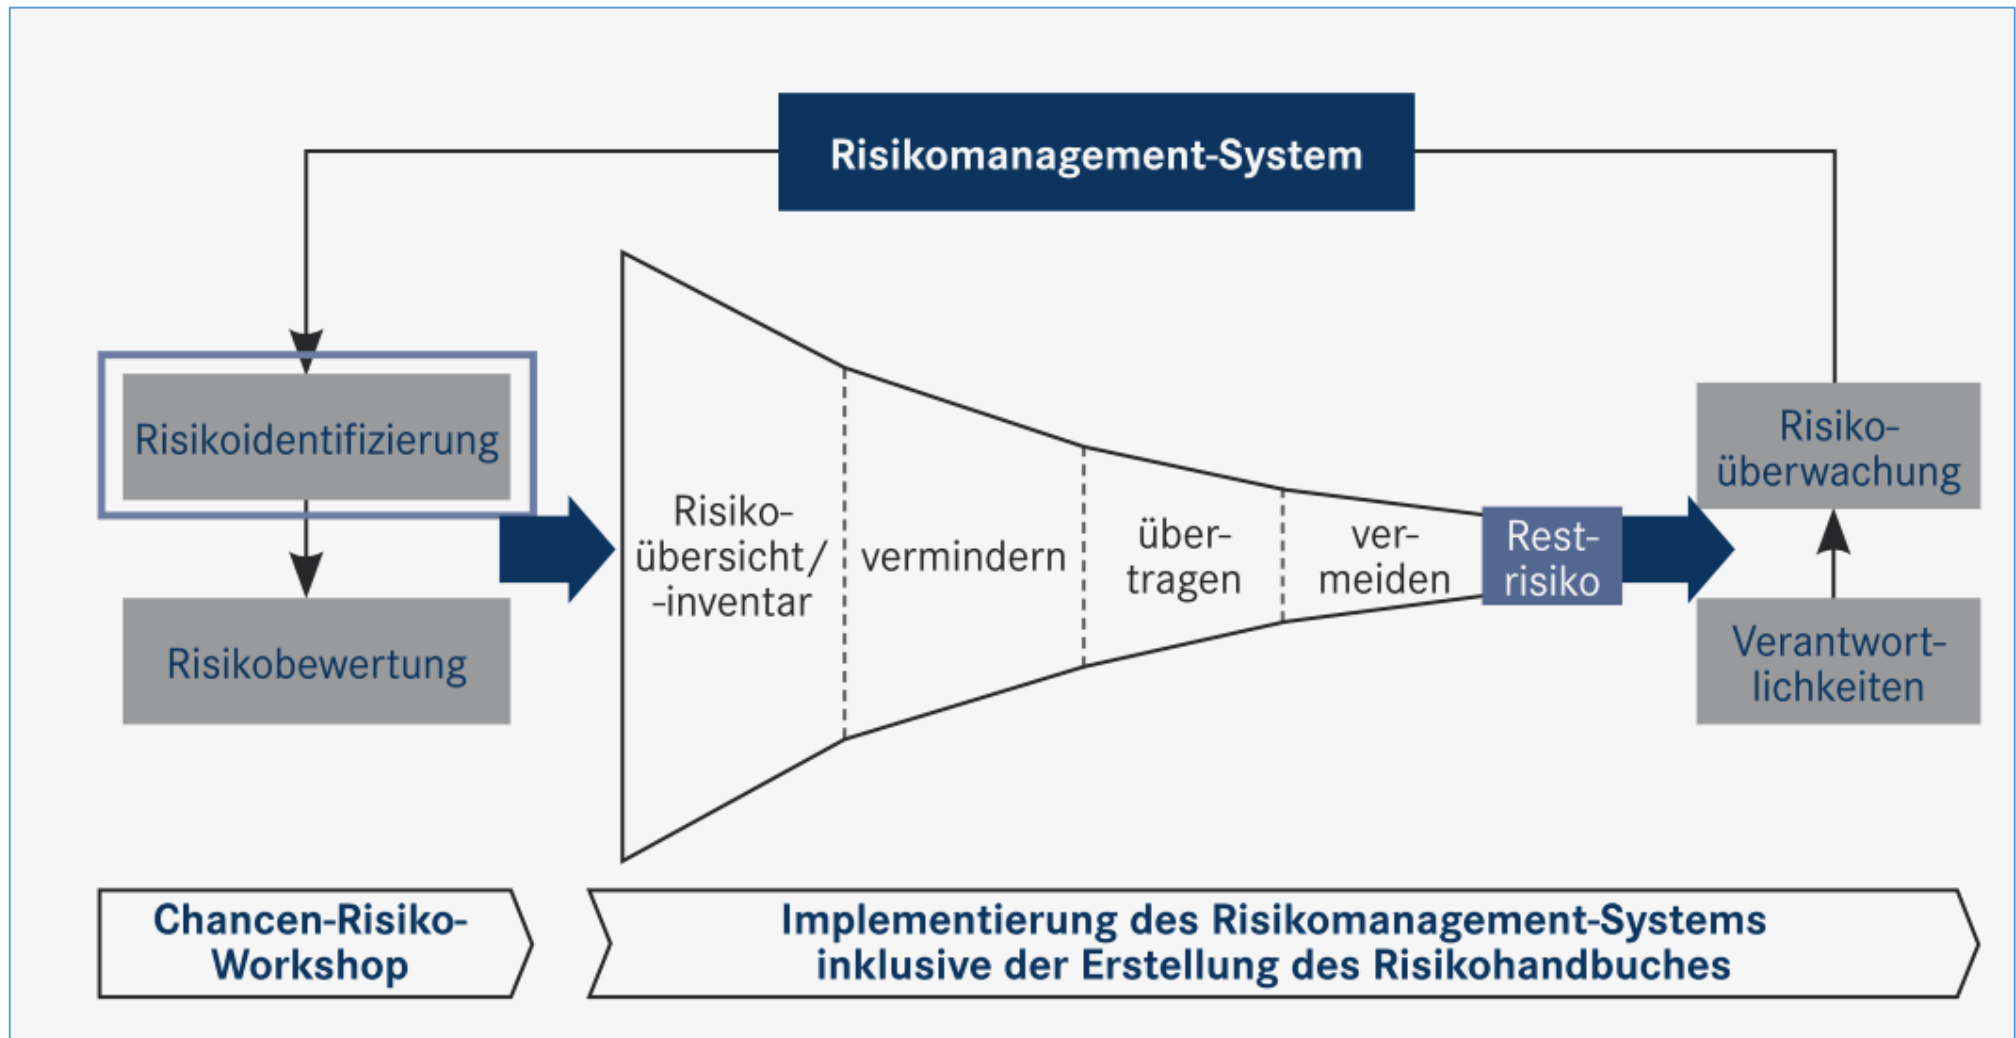 Risikomanagement-System
Risikoidentifizierung
Risikobewertung
Risiko-
übersicht/
-inventar
vermindern
über-
tragen
ver-
meiden
Rest-
risiko
Risiko-
überwachung
Verantwort-
lichkeiten
Chancen-Risiko-
Workshop
Implementierung des Risikomanagement-Systems
inklusive der Erstellung des Risikohandbuches